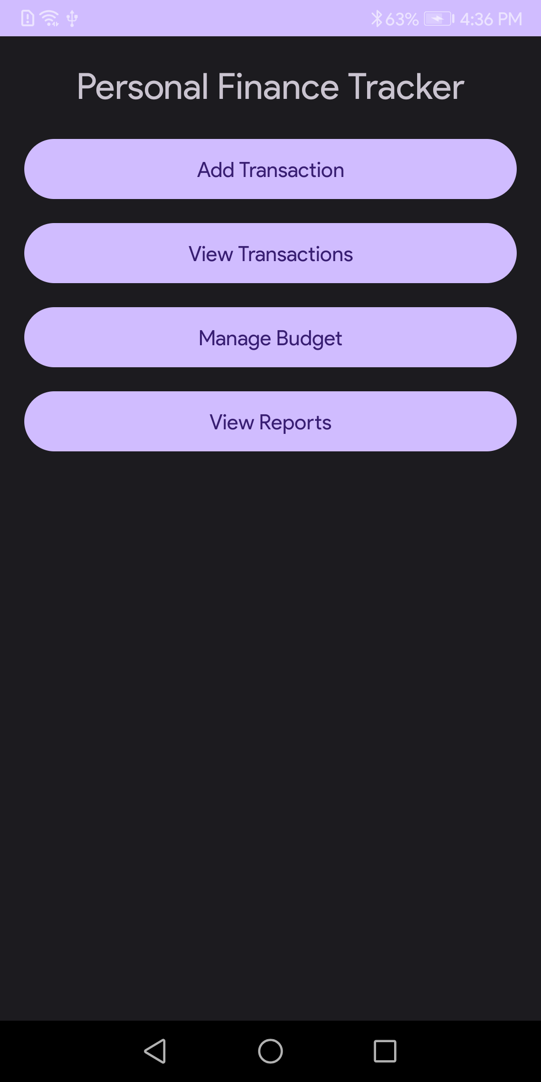 63% 4:36 PM
Personal Finance Tracker
Add Transaction
View Transactions
Manage Budget
View Reports